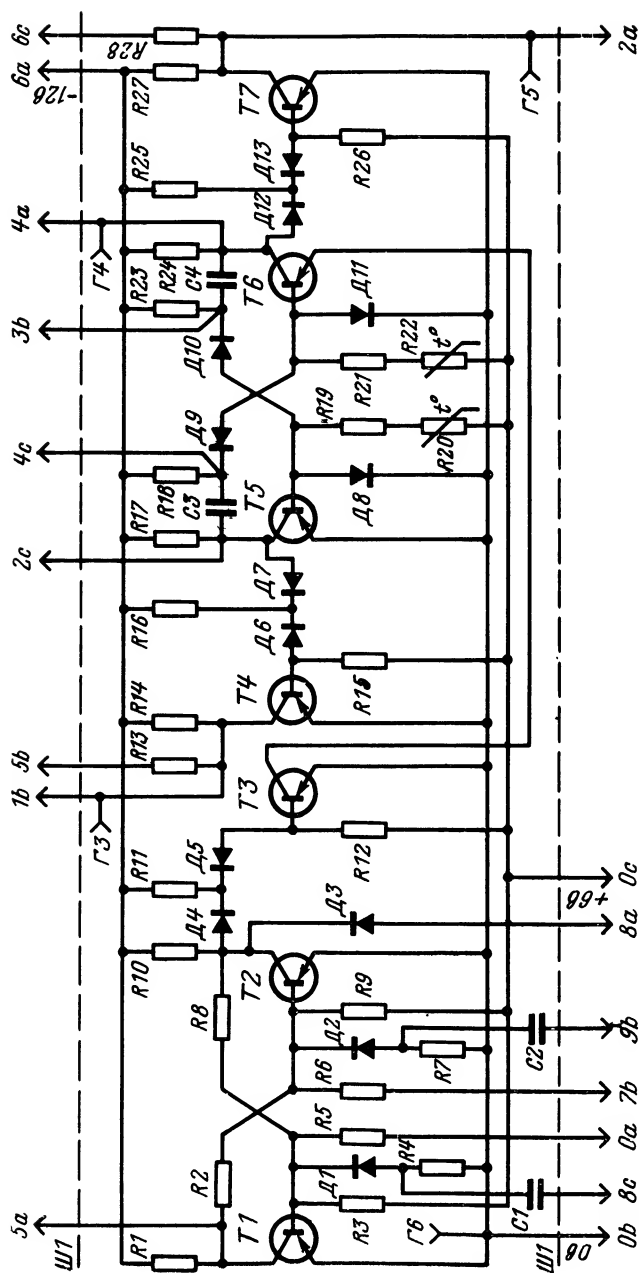 5a 1b 5b 2c 4c 3b 4a 6a 6c
Ш1
Г3 Г4 -12В R28
R1 R10 R11 R13 R14 R16 R17 R18 R23 R24 R25 R27
R2 R8 Д4 Д5 C3 Д9 Д10 C4
T1 T2 T3 T4 Д6 Д7 T5 T6 Д12 Д13 T7
R3 Д1 R4 R5 R6 Д2 R7 R9 Д3 R12 R15 Д8 R19 R20 t° R21 R22 t° Д11 R26
Г6 Г5
0В C1 C2 +6В
Ш1
0b 8c 0a 7b 9b 8a 0c 2a